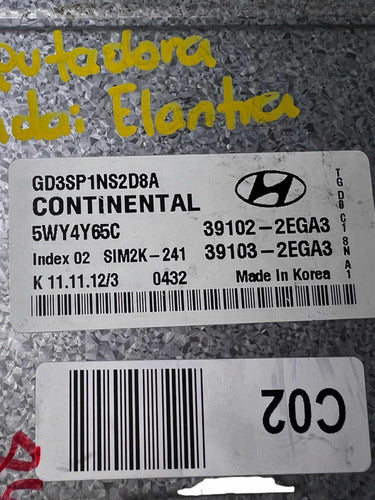 putadora
dai Elantra
GD3SP1NS2D8A
CONTINENTAL
5WY4Y65C 39102-2EGA3
Index 02 SIM2K-241 39103-2EGA3
K 11.11.12/3 0432 Made in Korea
TG DD C1 8N A1
C02